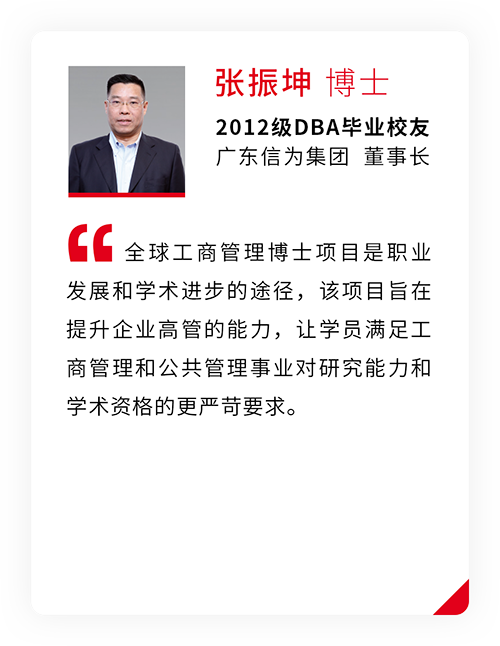 张振坤 博士
2012级DBA毕业校友
广东信为集团 董事长
“全球工商管理博士项目是职业
发展和学术进步的途径，该项目旨在
提升企业高管的能力，让学员满足工
商管理和公共管理事业对研究能力和
学术资格的更严苛要求。